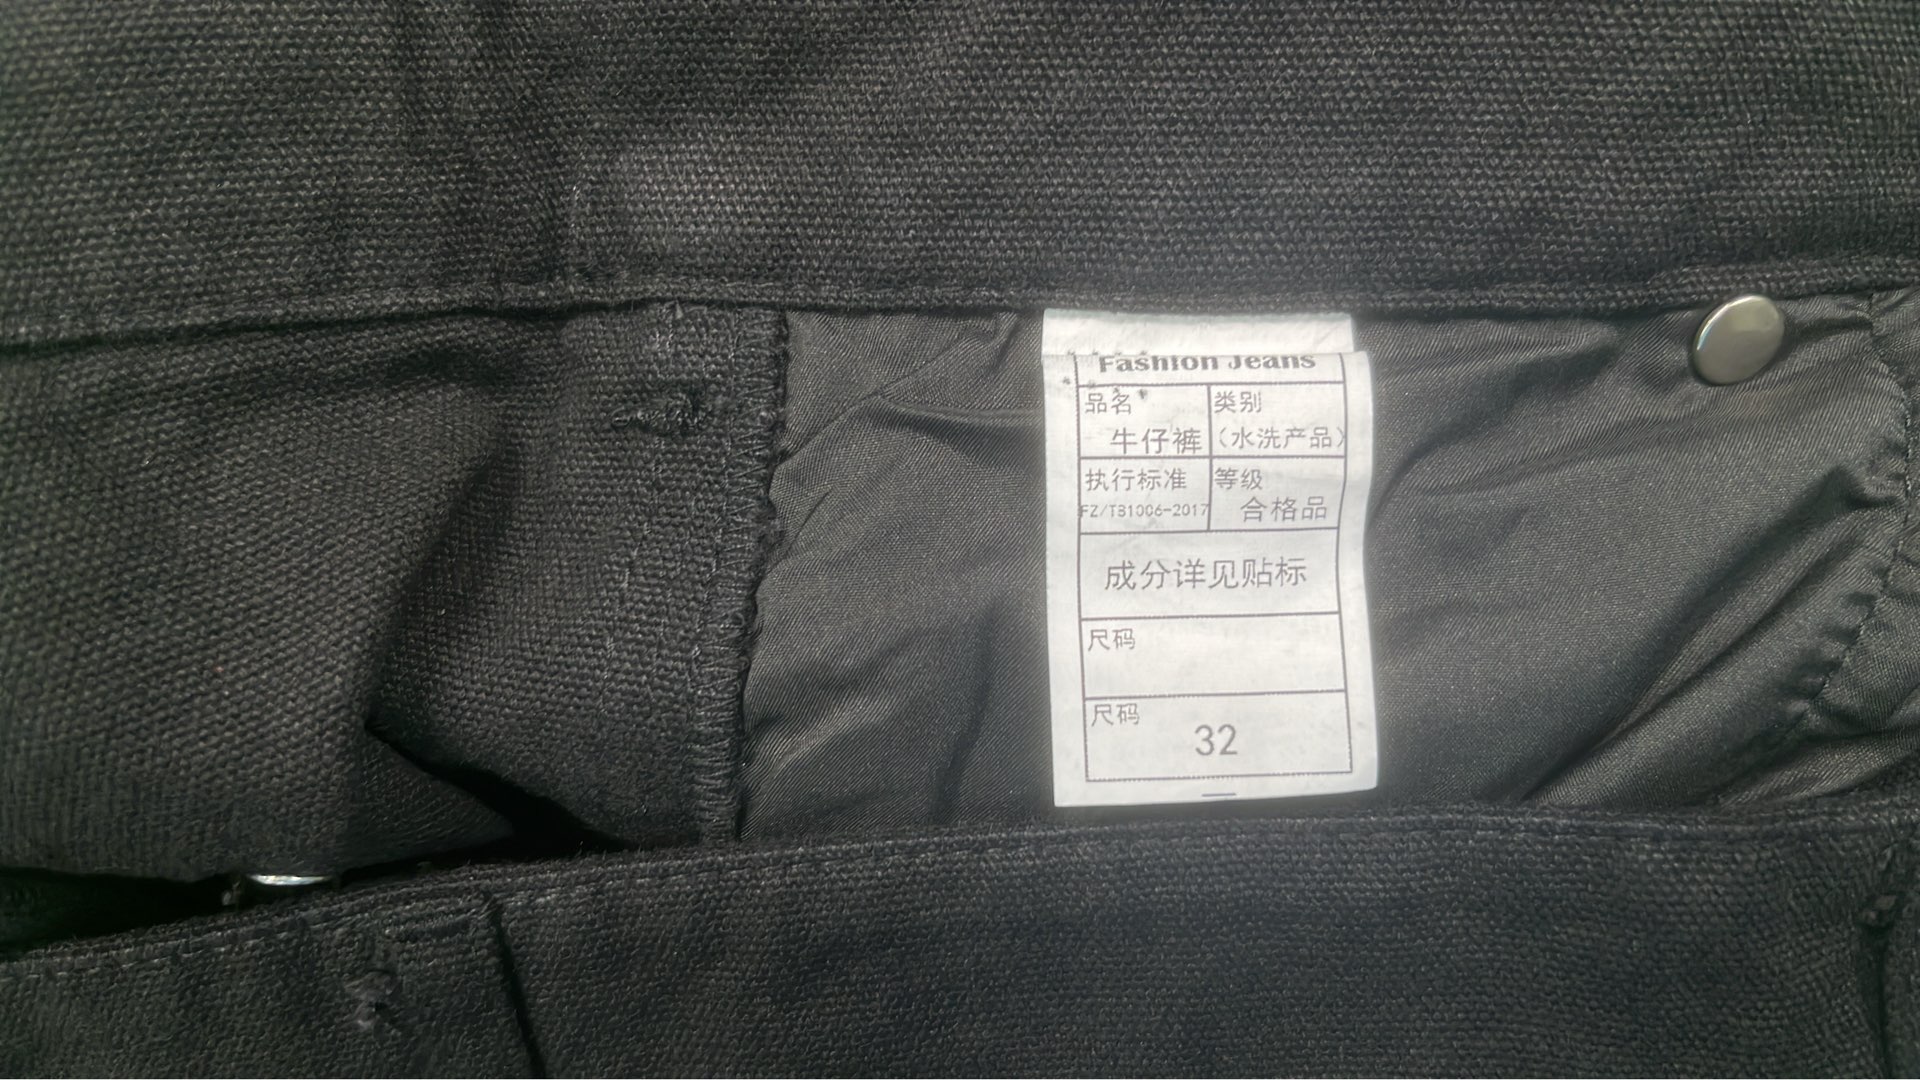 Fashion Jeans
品名
牛仔裤
类别
(水洗产品)
执行标准
FZ/T81006-2017
等级
合格品
成分详见贴标
尺码
尺码
32